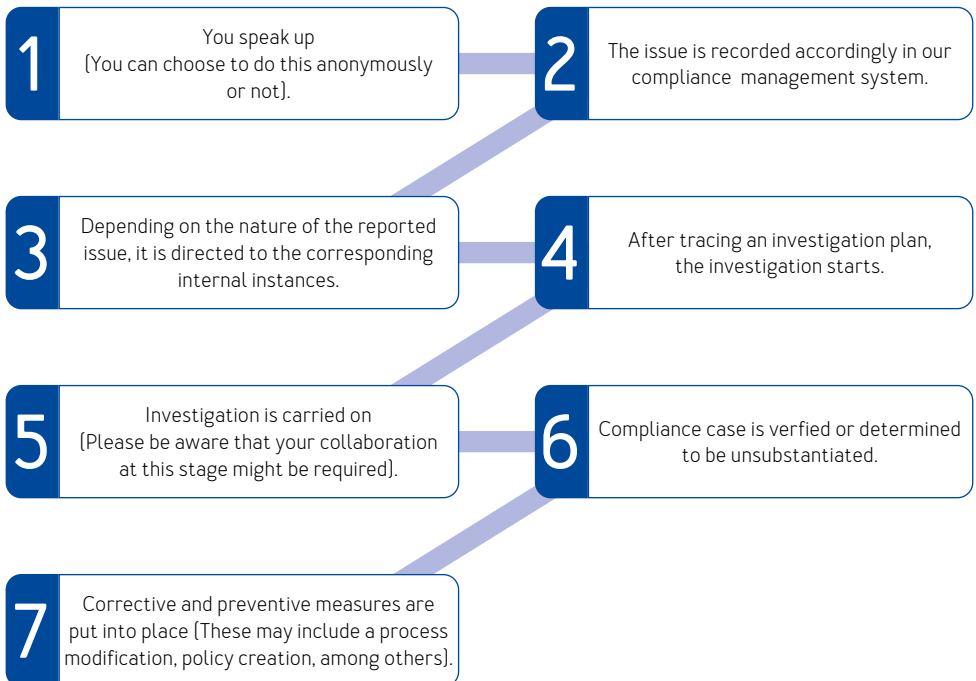 1
You speak up
(You can choose to do this anonymously
or not).
2
The issue is recorded accordingly in our
compliance management system.
3
Depending on the nature of the reported
issue, it is directed to the corresponding
internal instances.
4
After tracing an investigation plan,
the investigation starts.
5
Investigation is carried on
(Please be aware that your collaboration
at this stage might be required).
6
Compliance case is verfied or determined
to be unsubstantiated.
7
Corrective and preventive measures are
put into place (These may include a process
modification, policy creation, among others).